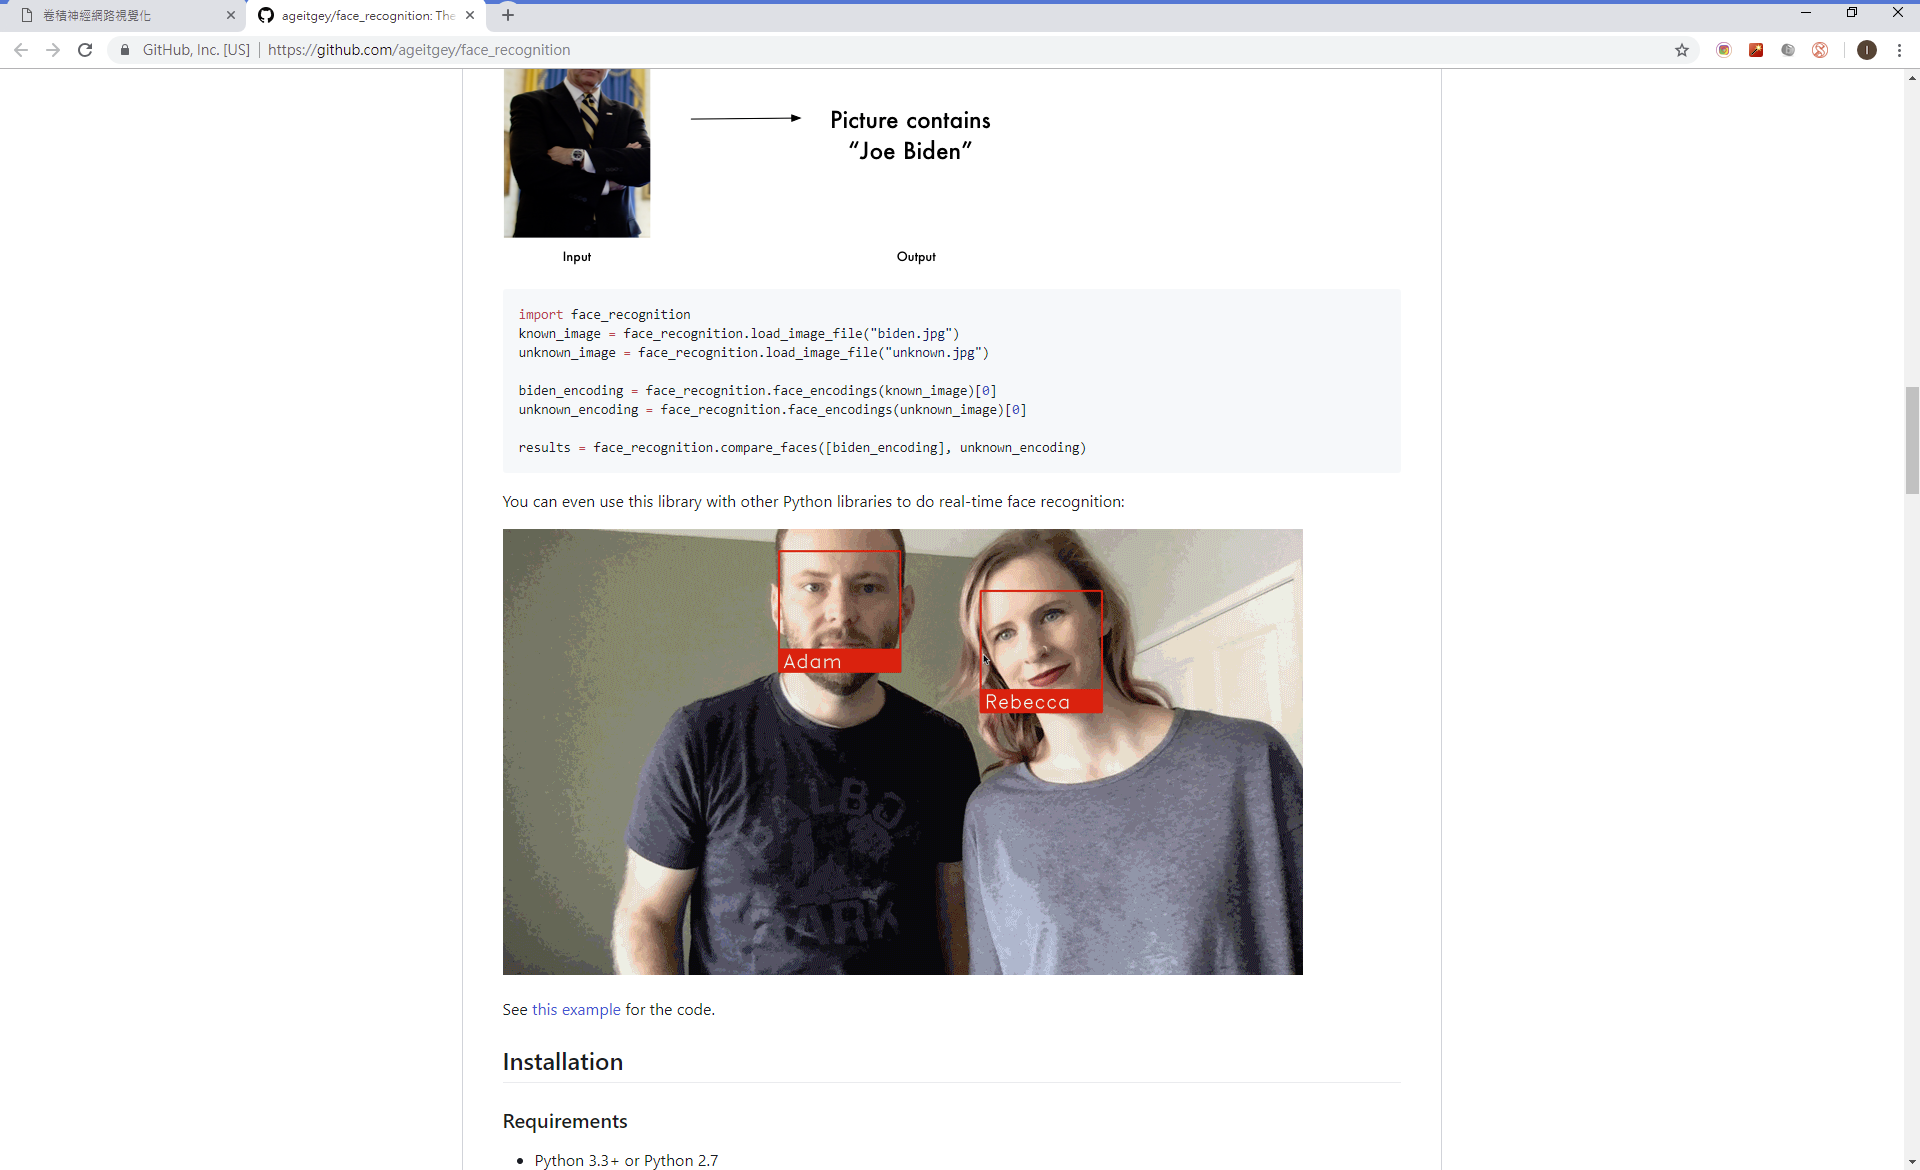 卷積神經網路視覺化
ageitgey/face_recognition: The
GitHub, Inc. [US] | https://github.com/ageitgey/face_recognition
I
Picture contains
“Joe Biden”
Input
Output
import face_recognition
known_image = face_recognition.load_image_file("biden.jpg")
unknown_image = face_recognition.load_image_file("unknown.jpg")
biden_encoding = face_recognition.face_encodings(known_image)[0]
unknown_encoding = face_recognition.face_encodings(unknown_image)[0]
results = face_recognition.compare_faces([biden_encoding], unknown_encoding)
You can even use this library with other Python libraries to do real-time face recognition:
Adam
Rebecca
See this example for the code.
Installation
Requirements
Python 3.3+ or Python 2.7